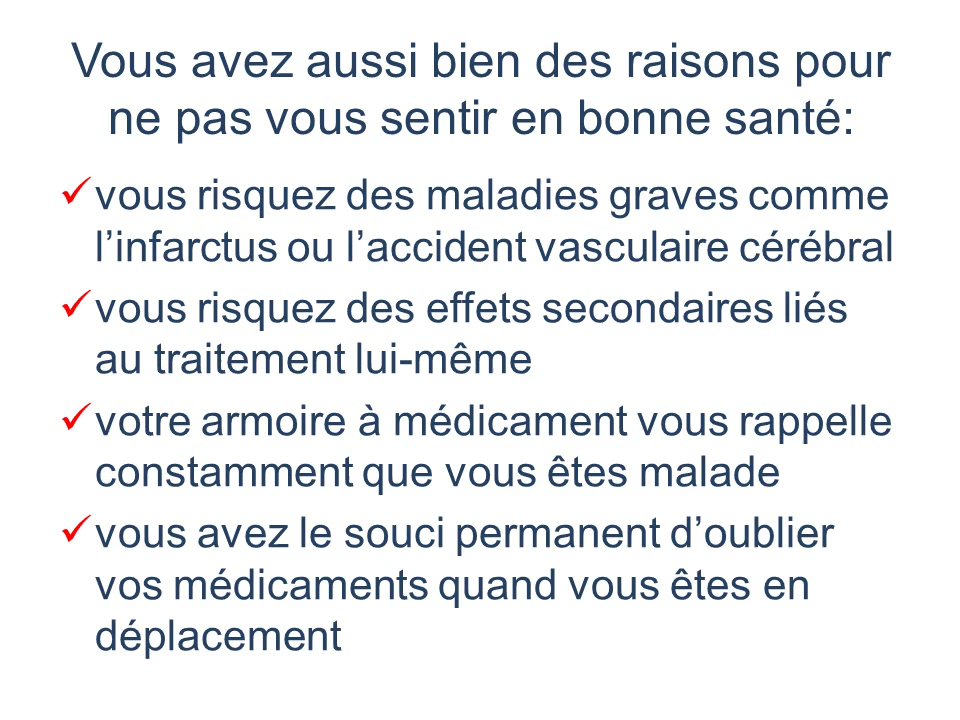 Vous avez aussi bien des raisons pour
ne pas vous sentir en bonne santé:
✓ vous risquez des maladies graves comme
l’infarctus ou l’accident vasculaire cérébral
✓ vous risquez des effets secondaires liés
au traitement lui-même
✓ votre armoire à médicament vous rappelle
constamment que vous êtes malade
✓ vous avez le souci permanent d’oublier
vos médicaments quand vous êtes en
déplacement